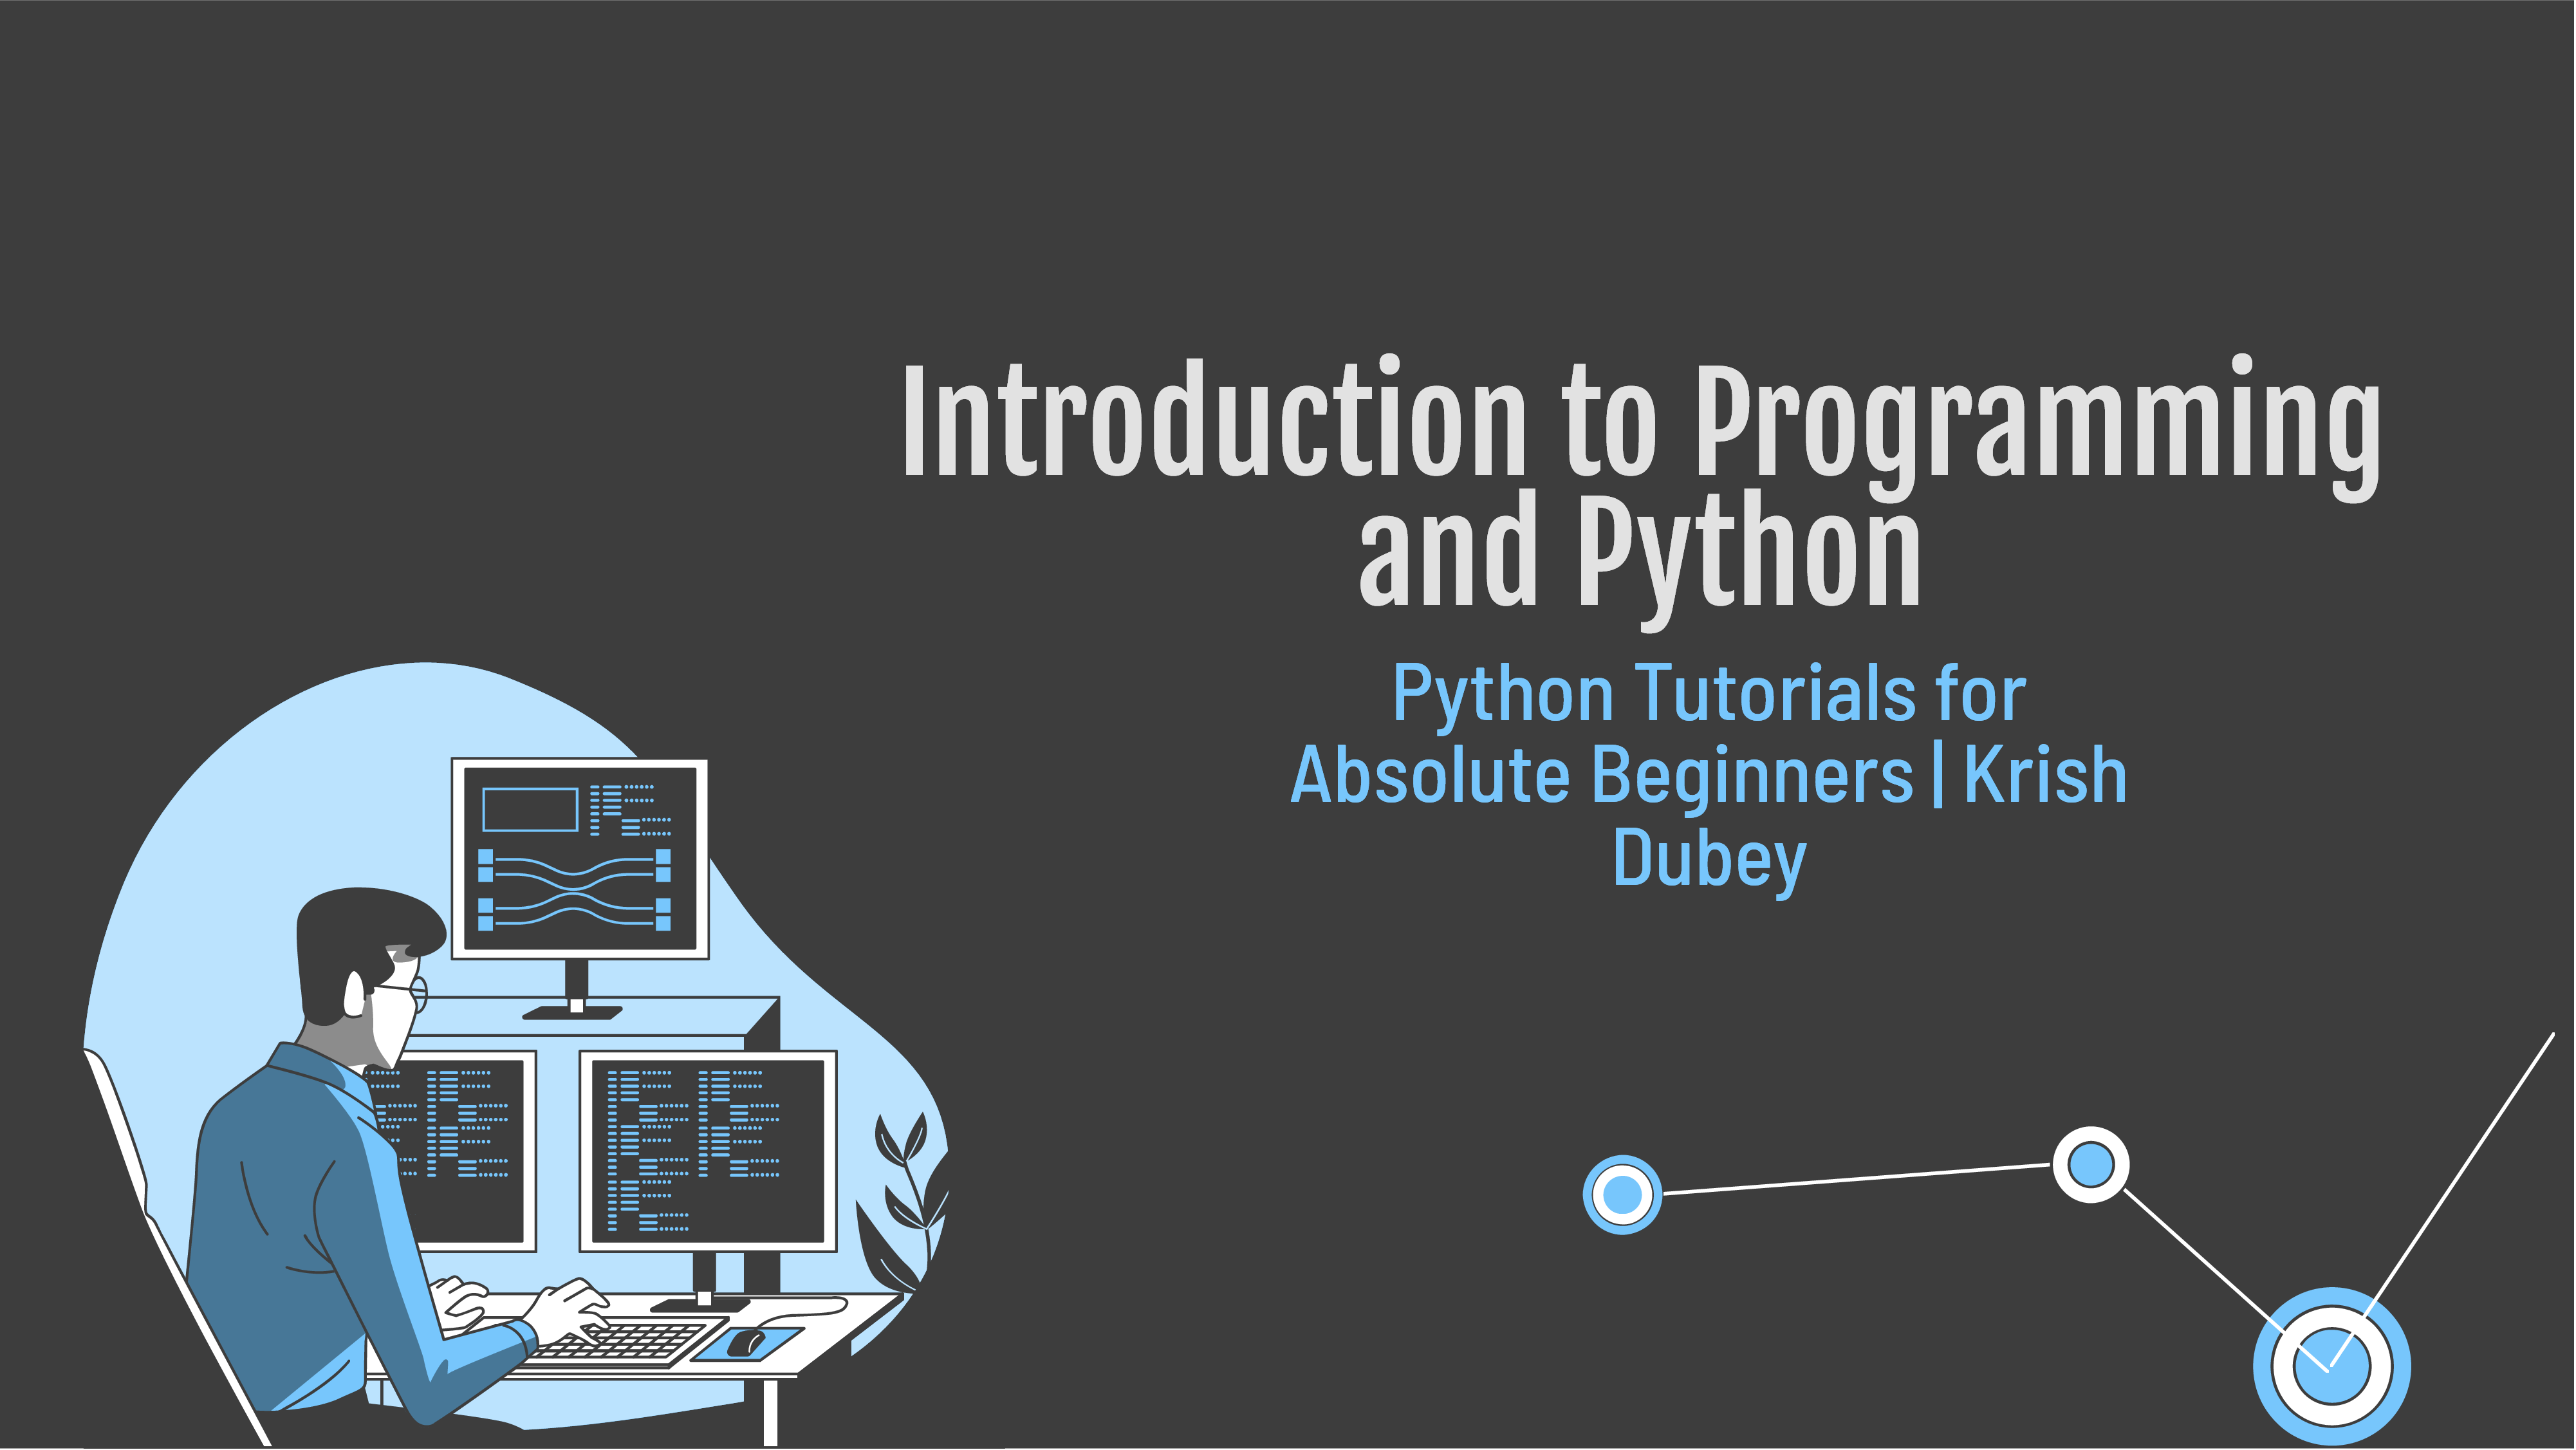 Introduction to Programming
and Python
Python Tutorials for
Absolute Beginners | Krish
Dubey